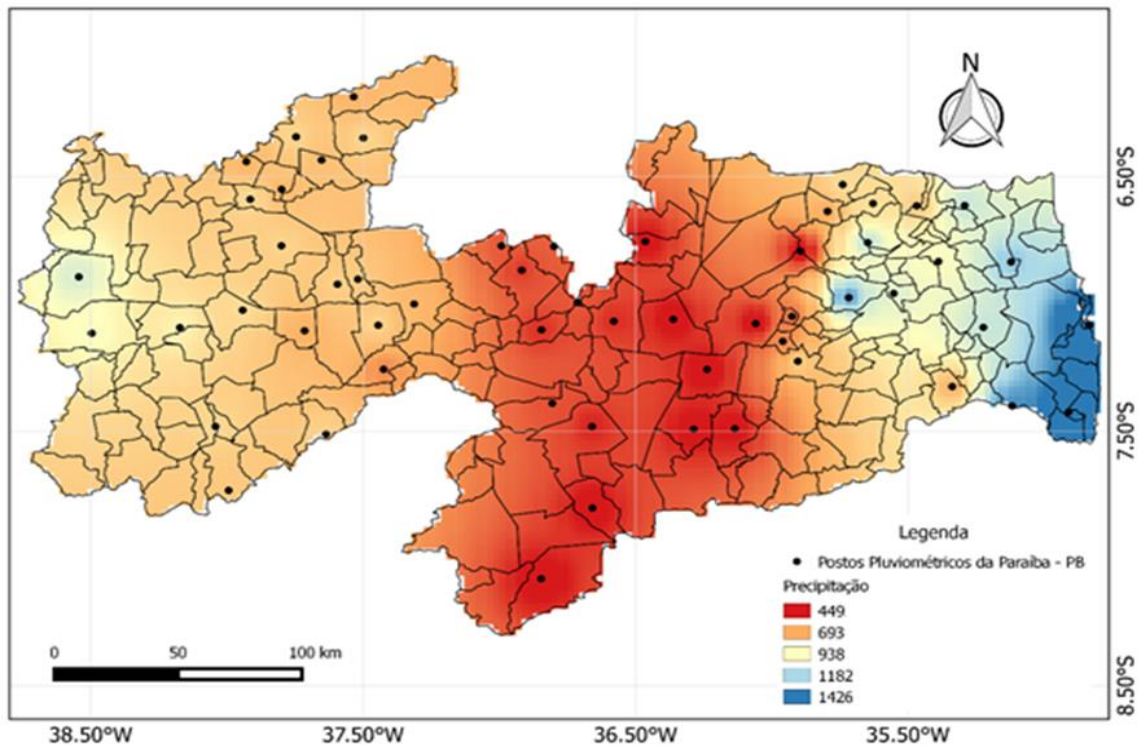 N
6.50°S
7.50°S
8.50°S
Legenda
Postos Pluviométricos da Paraíba - PB
Precipitação
449
693
938
1182
1426
0 50 100 km
38.50°W 37.50°W 36.50°W 35.50°W